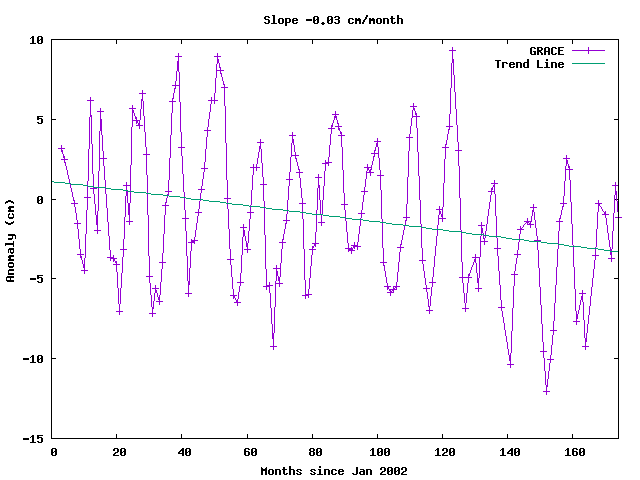 Slope -0.03 cm/month
10
GRACE
Trend Line
5
0
Anomaly (cm)
-5
-10
-15
0 20 40 60 80 100 120 140 160
Months since Jan 2002